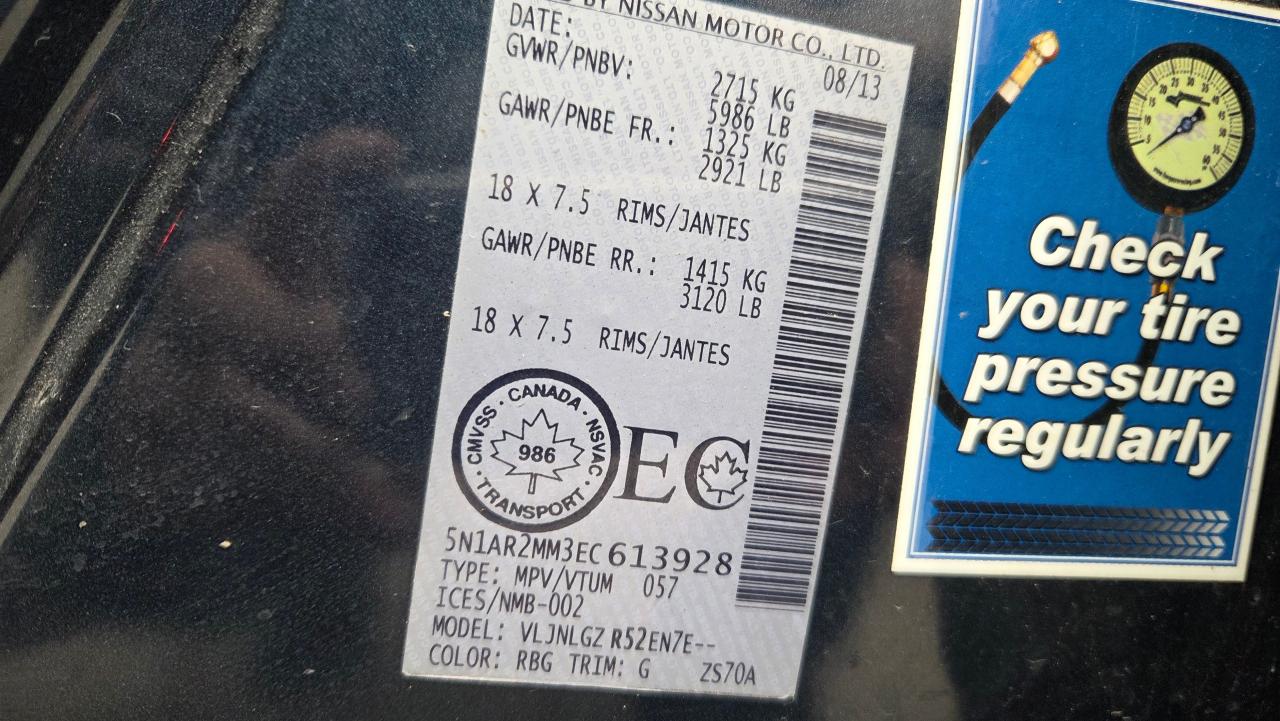 BY NISSAN MOTOR CO., LTD.
DATE: 08/13
GVWR/PNBV: 2715 KG
5986 LB
GAWR/PNBE FR.: 1325 KG
2921 LB
18 X 7.5 RIMS/JANTES
GAWR/PNBE RR.: 1415 KG
3120 LB
18 X 7.5 RIMS/JANTES
CMVSS · CANADA · NSVAC · TRANSPORT ·
986
EC
5N1AR2MM3EC613928
TYPE: MPV/VTUM 057
ICES/NMB-002
MODEL: VLJNLGZ R52EN7E--
COLOR: RBG TRIM: G ZS70A
Check
your tire
pressure
regularly